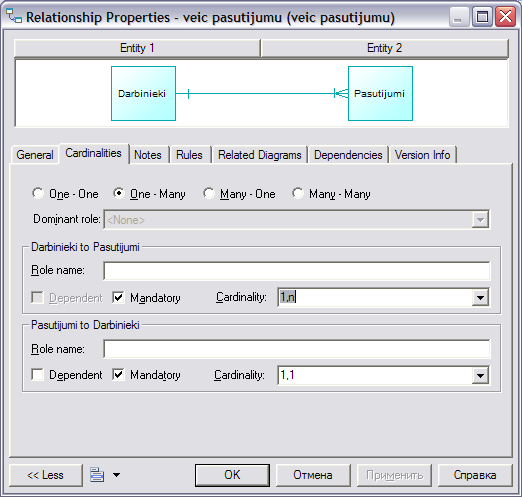 Relationship Properties - veic pasutijumu (veic pasutijumu)
Entity 1 Entity 2
Darbinieki Pasutijumi
General Cardinalities Notes Rules Related Diagrams Dependencies Version Info
One - One One - Many Many - One Many - Many
Dominant role: <None>
Darbinieki to Pasutijumi
Role name:
Dependent Mandatory Cardinality: 1,n
Pasutijumi to Darbinieki
Role name:
Dependent Mandatory Cardinality: 1,1
<< Less OK Отмена Применить Справка